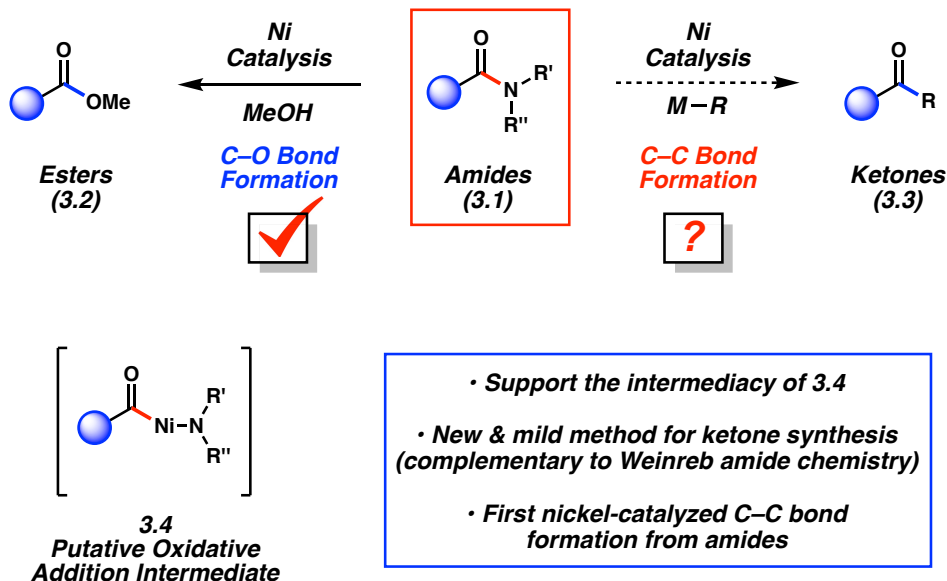 O
OMe
Esters
(3.2)
Ni
Catalysis
MeOH
C–O Bond
Formation
O
N
R'
R"
Amides
(3.1)
Ni
Catalysis
M–R
C–C Bond
Formation
?
O
R
Ketones
(3.3)
O
Ni
N
R'
R"
3.4
Putative Oxidative
Addition Intermediate
· Support the intermediacy of 3.4
· New & mild method for ketone synthesis
(complementary to Weinreb amide chemistry)
· First nickel-catalyzed C–C bond
formation from amides